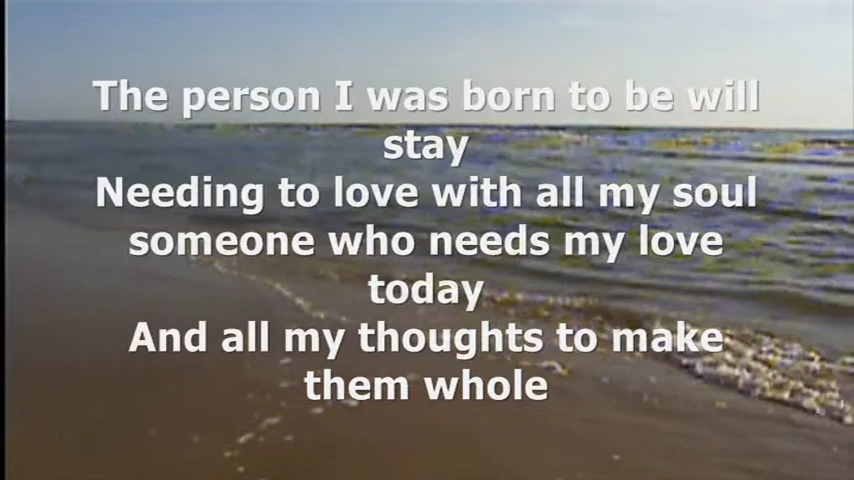 The person I was born to be will
stay
Needing to love with all my soul
someone who needs my love
today
And all my thoughts to make
them whole